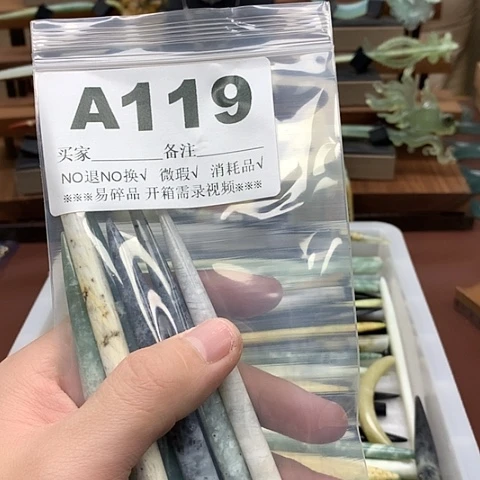 A119
买家________备注________
NO退NO换√ 微瑕√ 消耗品√
※※※易碎品 开箱需录视频※※※